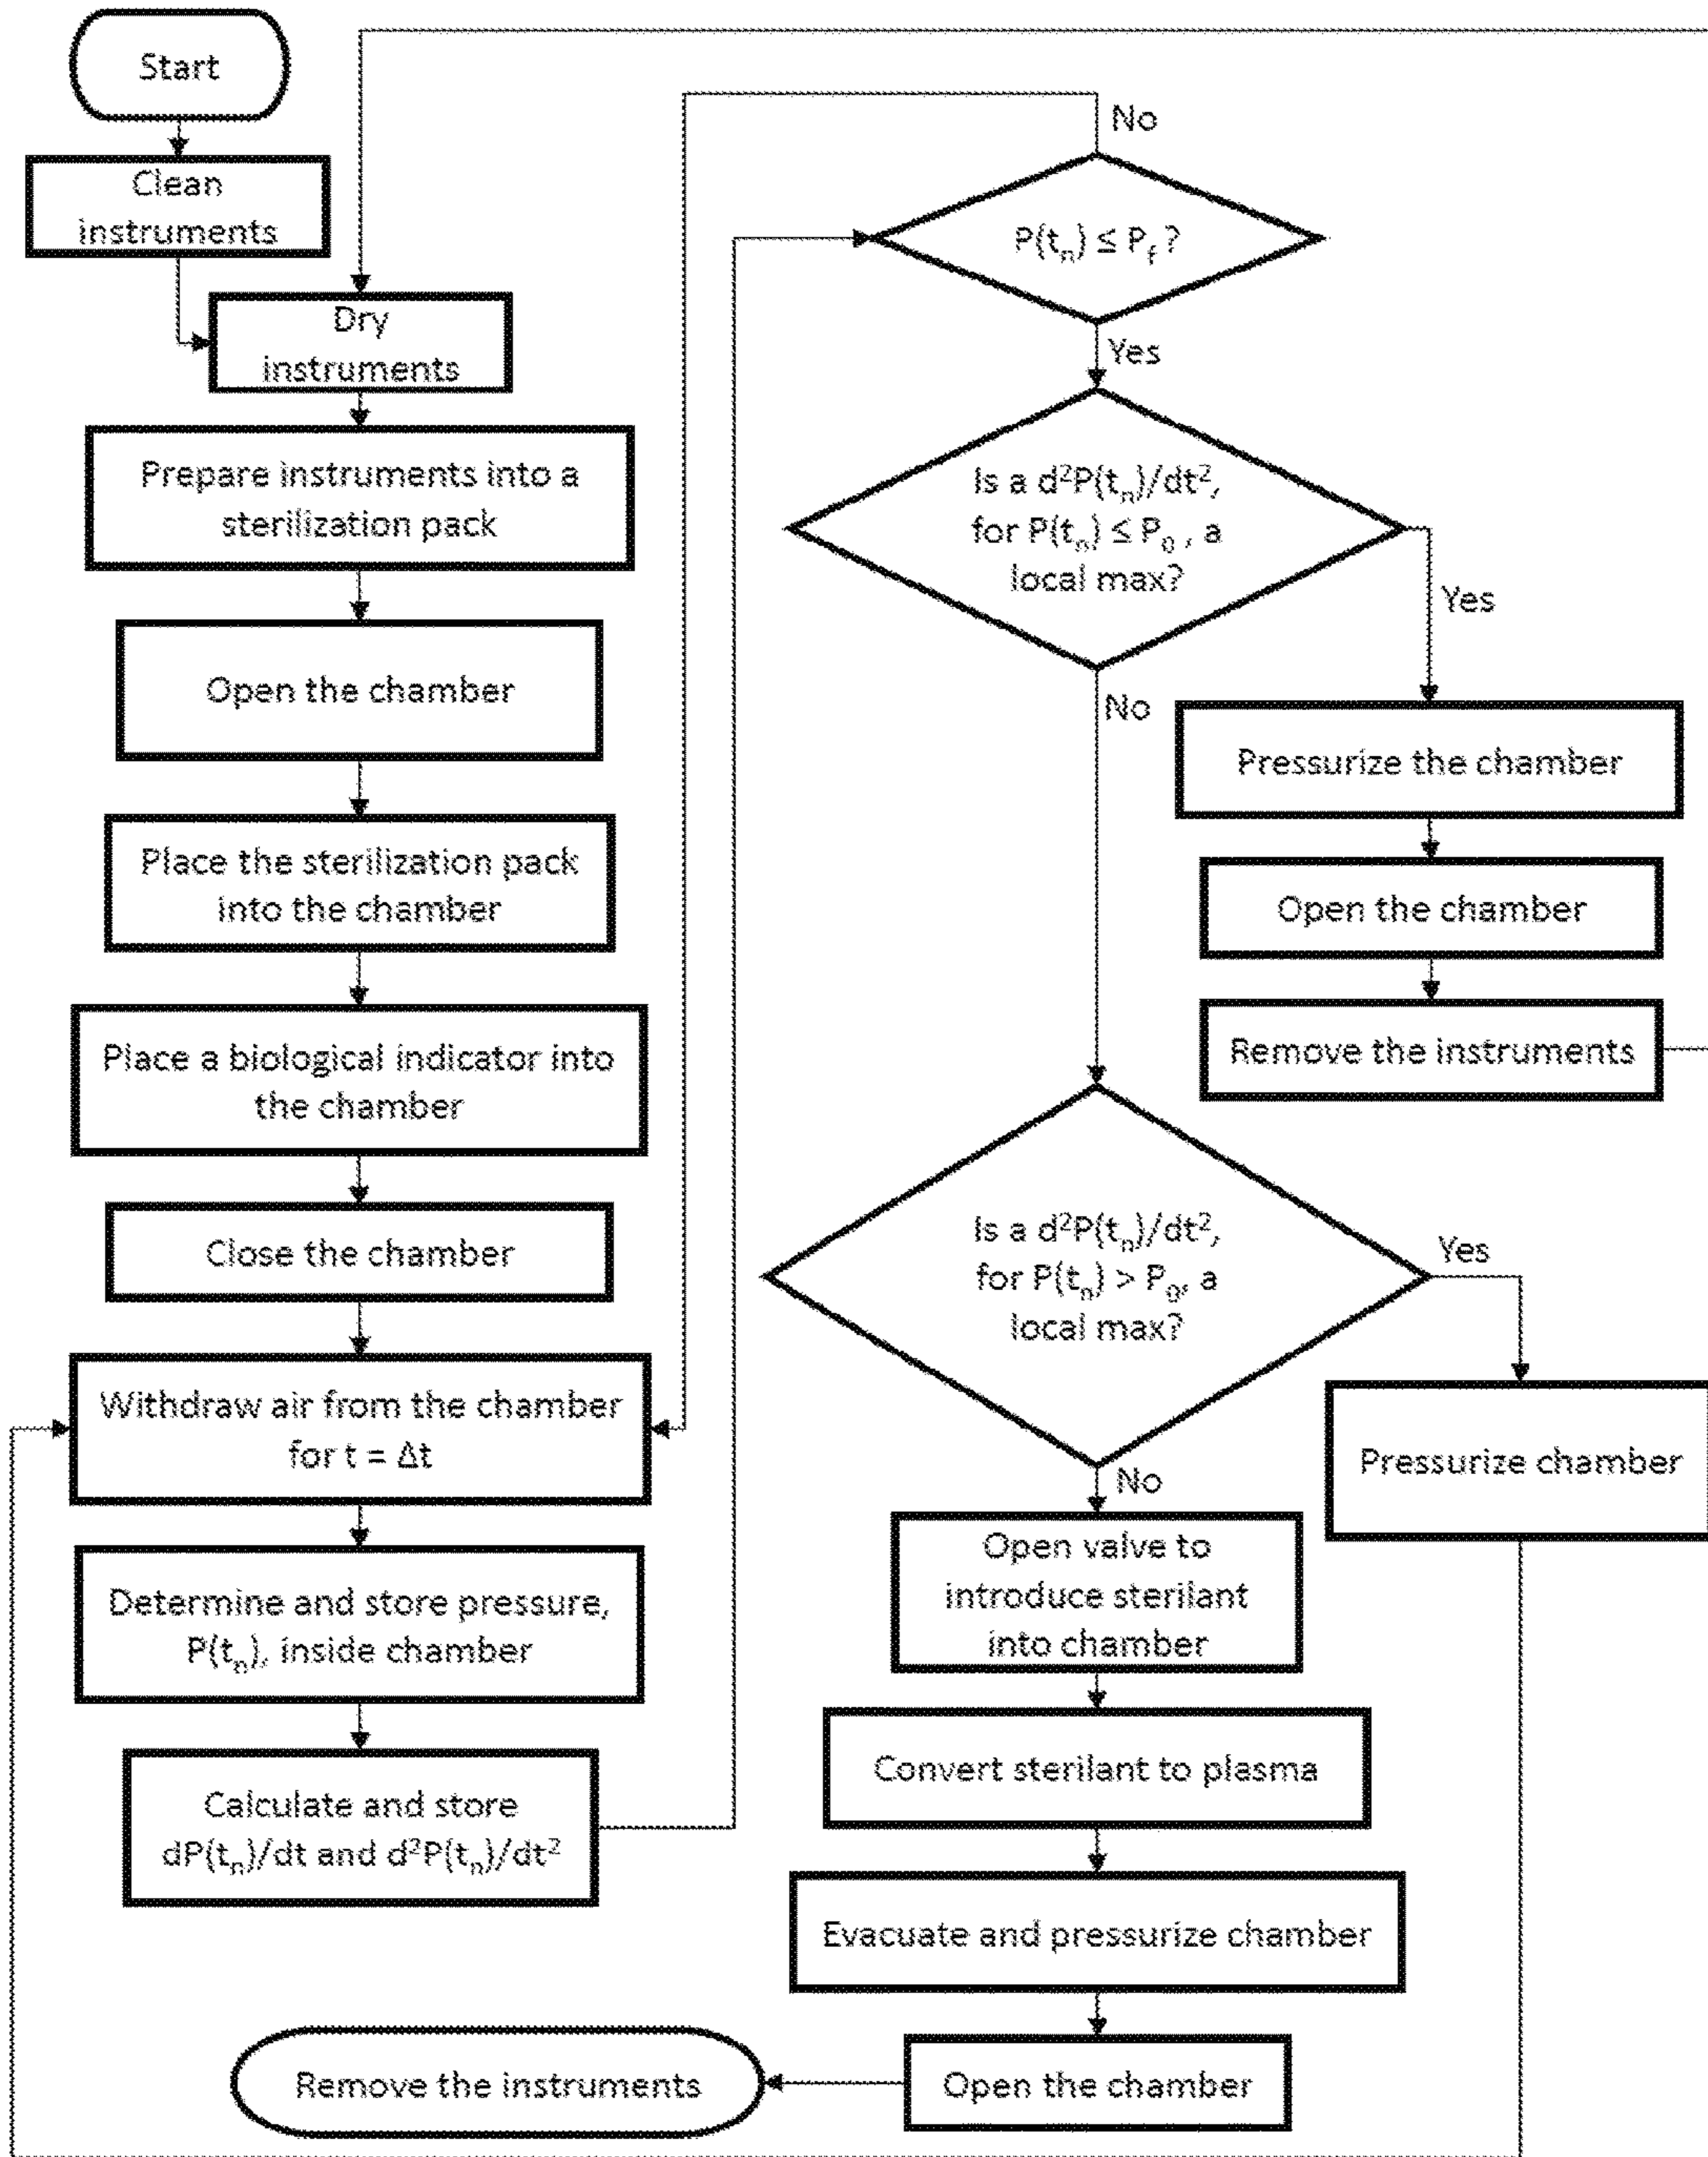 Start
Clean
instruments
Dry
instruments
Prepare instruments into a
sterilization pack
Open the chamber
Place the sterilization pack
into the chamber
Place a biological indicator into
the chamber
Close the chamber
Withdraw air from the chamber
for t = Δt
Determine and store pressure,
P(tₙ), inside chamber
Calculate and store
dP(tₙ)/dt and d²P(tₙ)/dt²
No
P(tₙ) ≤ P_f ?
Yes
Is a d²P(tₙ)/dt²,
for P(tₙ) ≤ P₀ , a
local max?
Yes
No
Pressurize the chamber
Open the chamber
Remove the instruments
Is a d²P(tₙ)/dt²,
for P(tₙ) > P₀, a
local max?
Yes
No
Pressurize chamber
Open valve to
introduce sterilant
into chamber
Convert sterilant to plasma
Evacuate and pressurize chamber
Open the chamber
Remove the instruments